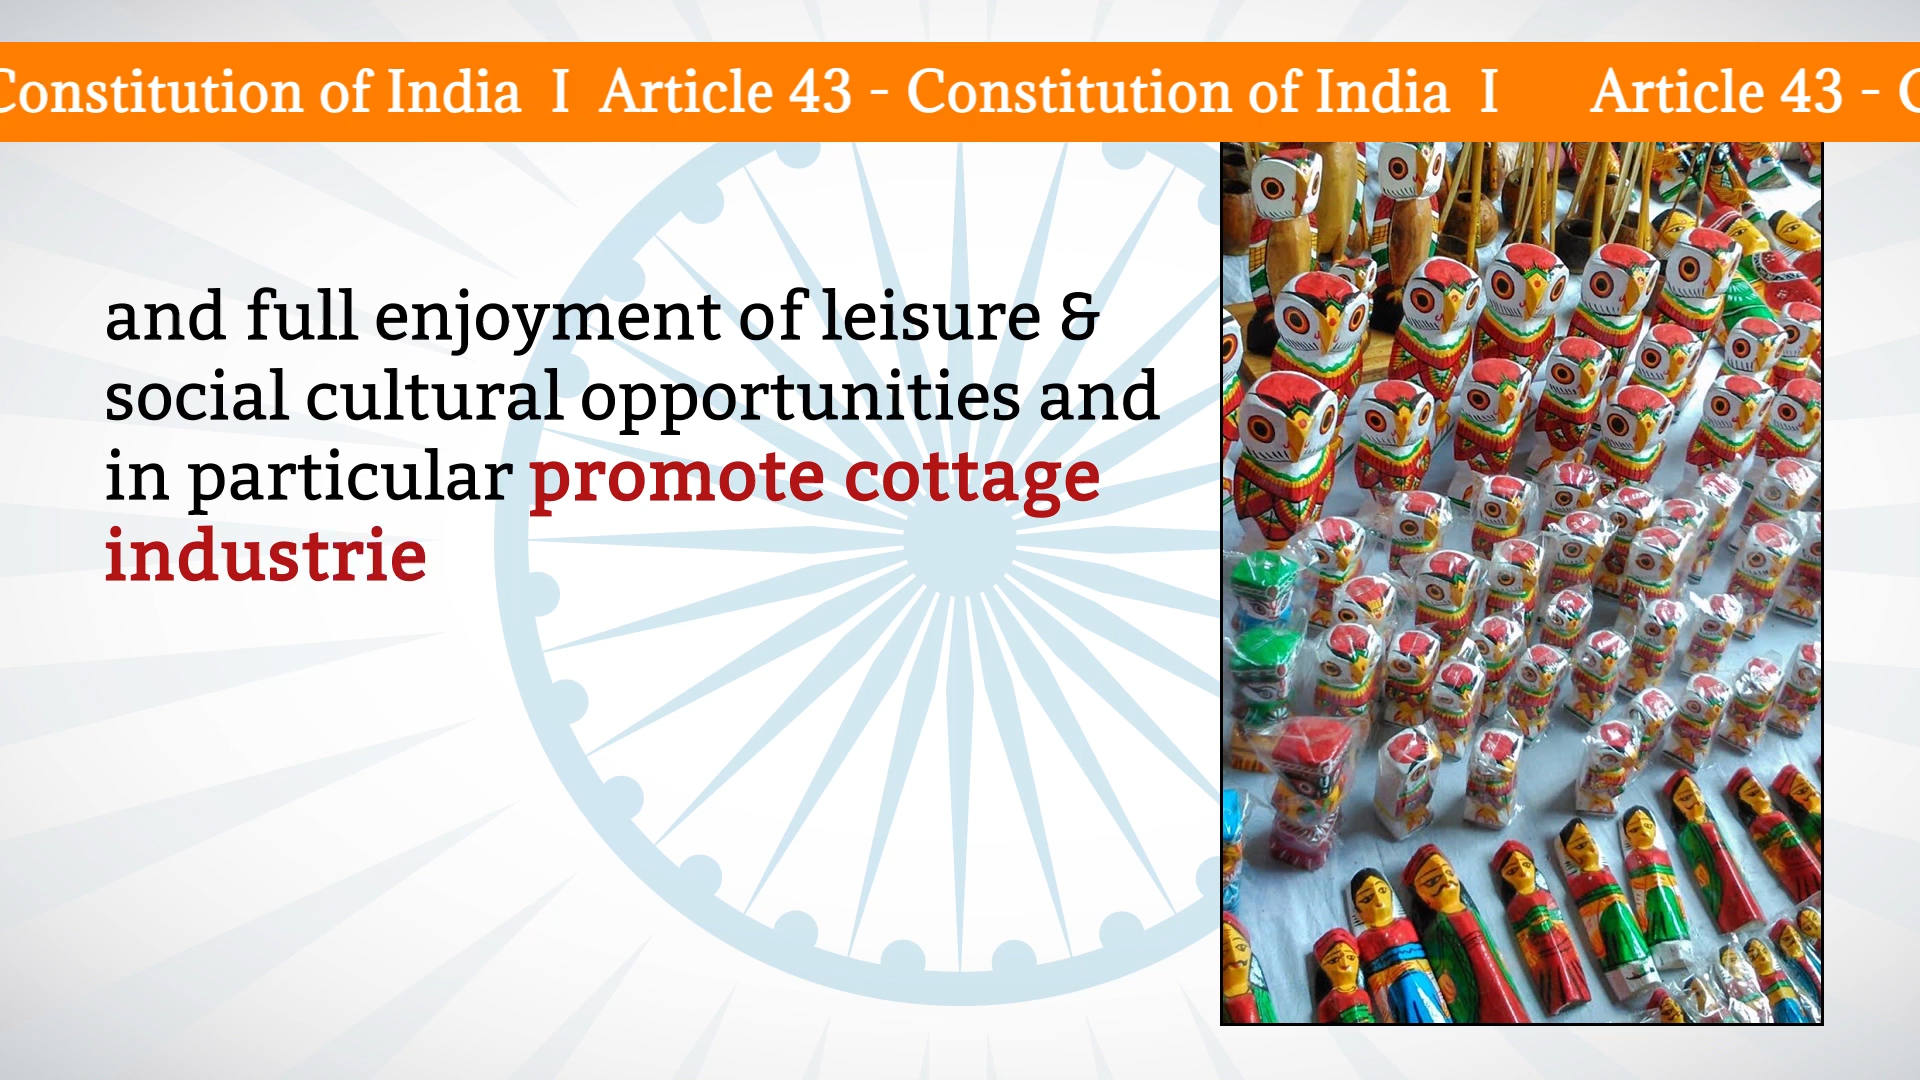 Constitution of India I Article 43 - Constitution of India I Article 43 - C
and full enjoyment of leisure &
social cultural opportunities and
in particular promote cottage
industrie